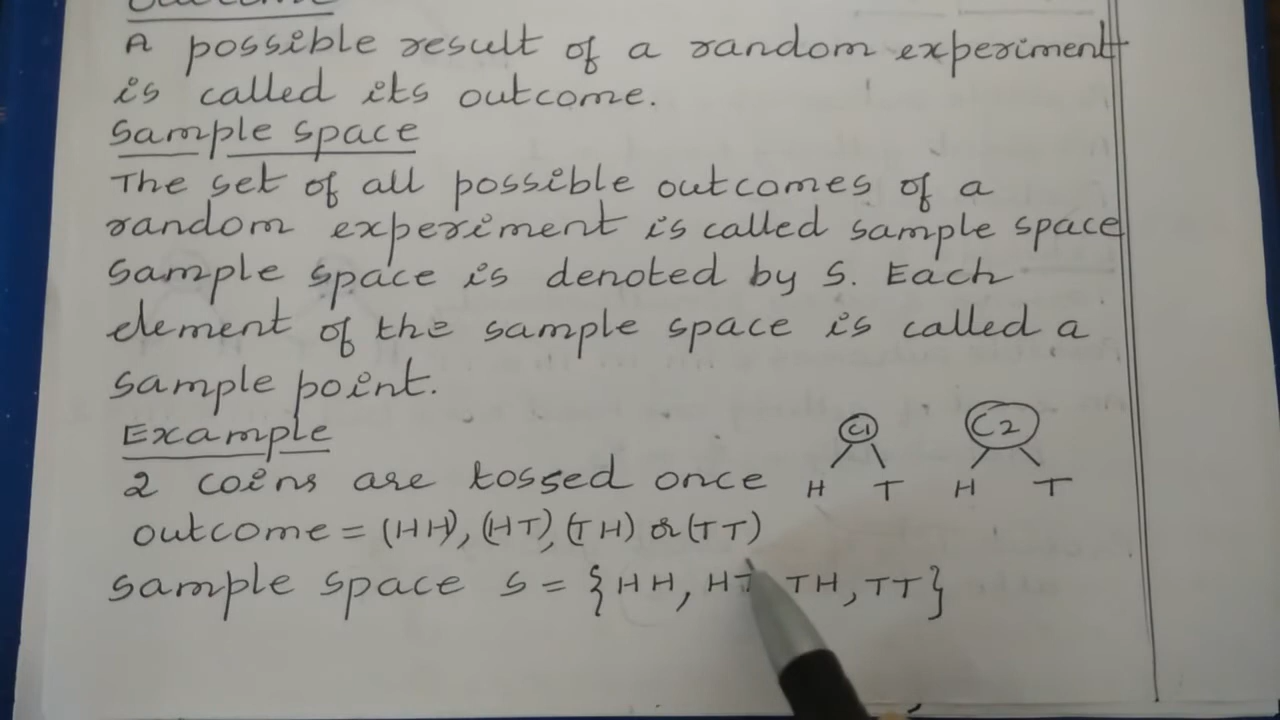 Outcome
A possible result of a random experiment
is called its outcome.
Sample space
The set of all possible outcomes of a
random experiment is called sample space
Sample space is denoted by S. Each
element of the sample space is called a
sample point.
Example
C1 C2
2 coins are tossed once H T H T
outcome = (HH), (HT), (TH) or (TT)
Sample space S = {HH, HT TH, TT}